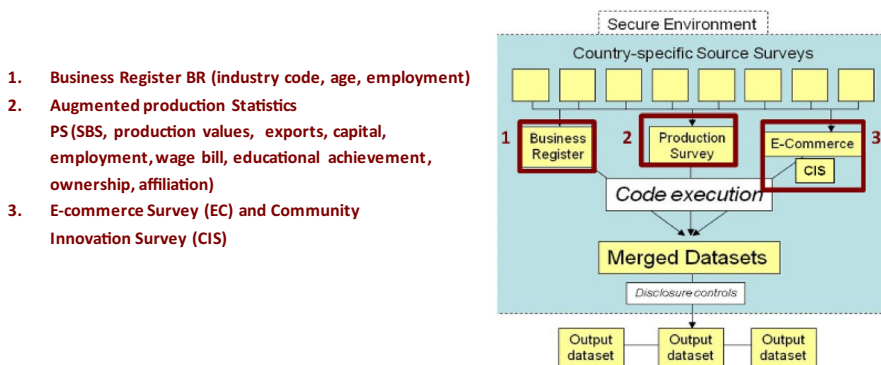 1. Business Register BR (industry code, age, employment)
2. Augmented production Statistics
PS (SBS, production values, exports, capital,
employment, wage bill, educational achievement,
ownership, affiliation)
3. E-commerce Survey (EC) and Community
Innovation Survey (CIS)
Secure Environment
Country-specific Source Surveys
1
Business
Register
2
Production
Survey
3
E-Commerce
CIS
Code execution
Merged Datasets
Disclosure controls
Output
dataset
Output
dataset
Output
dataset